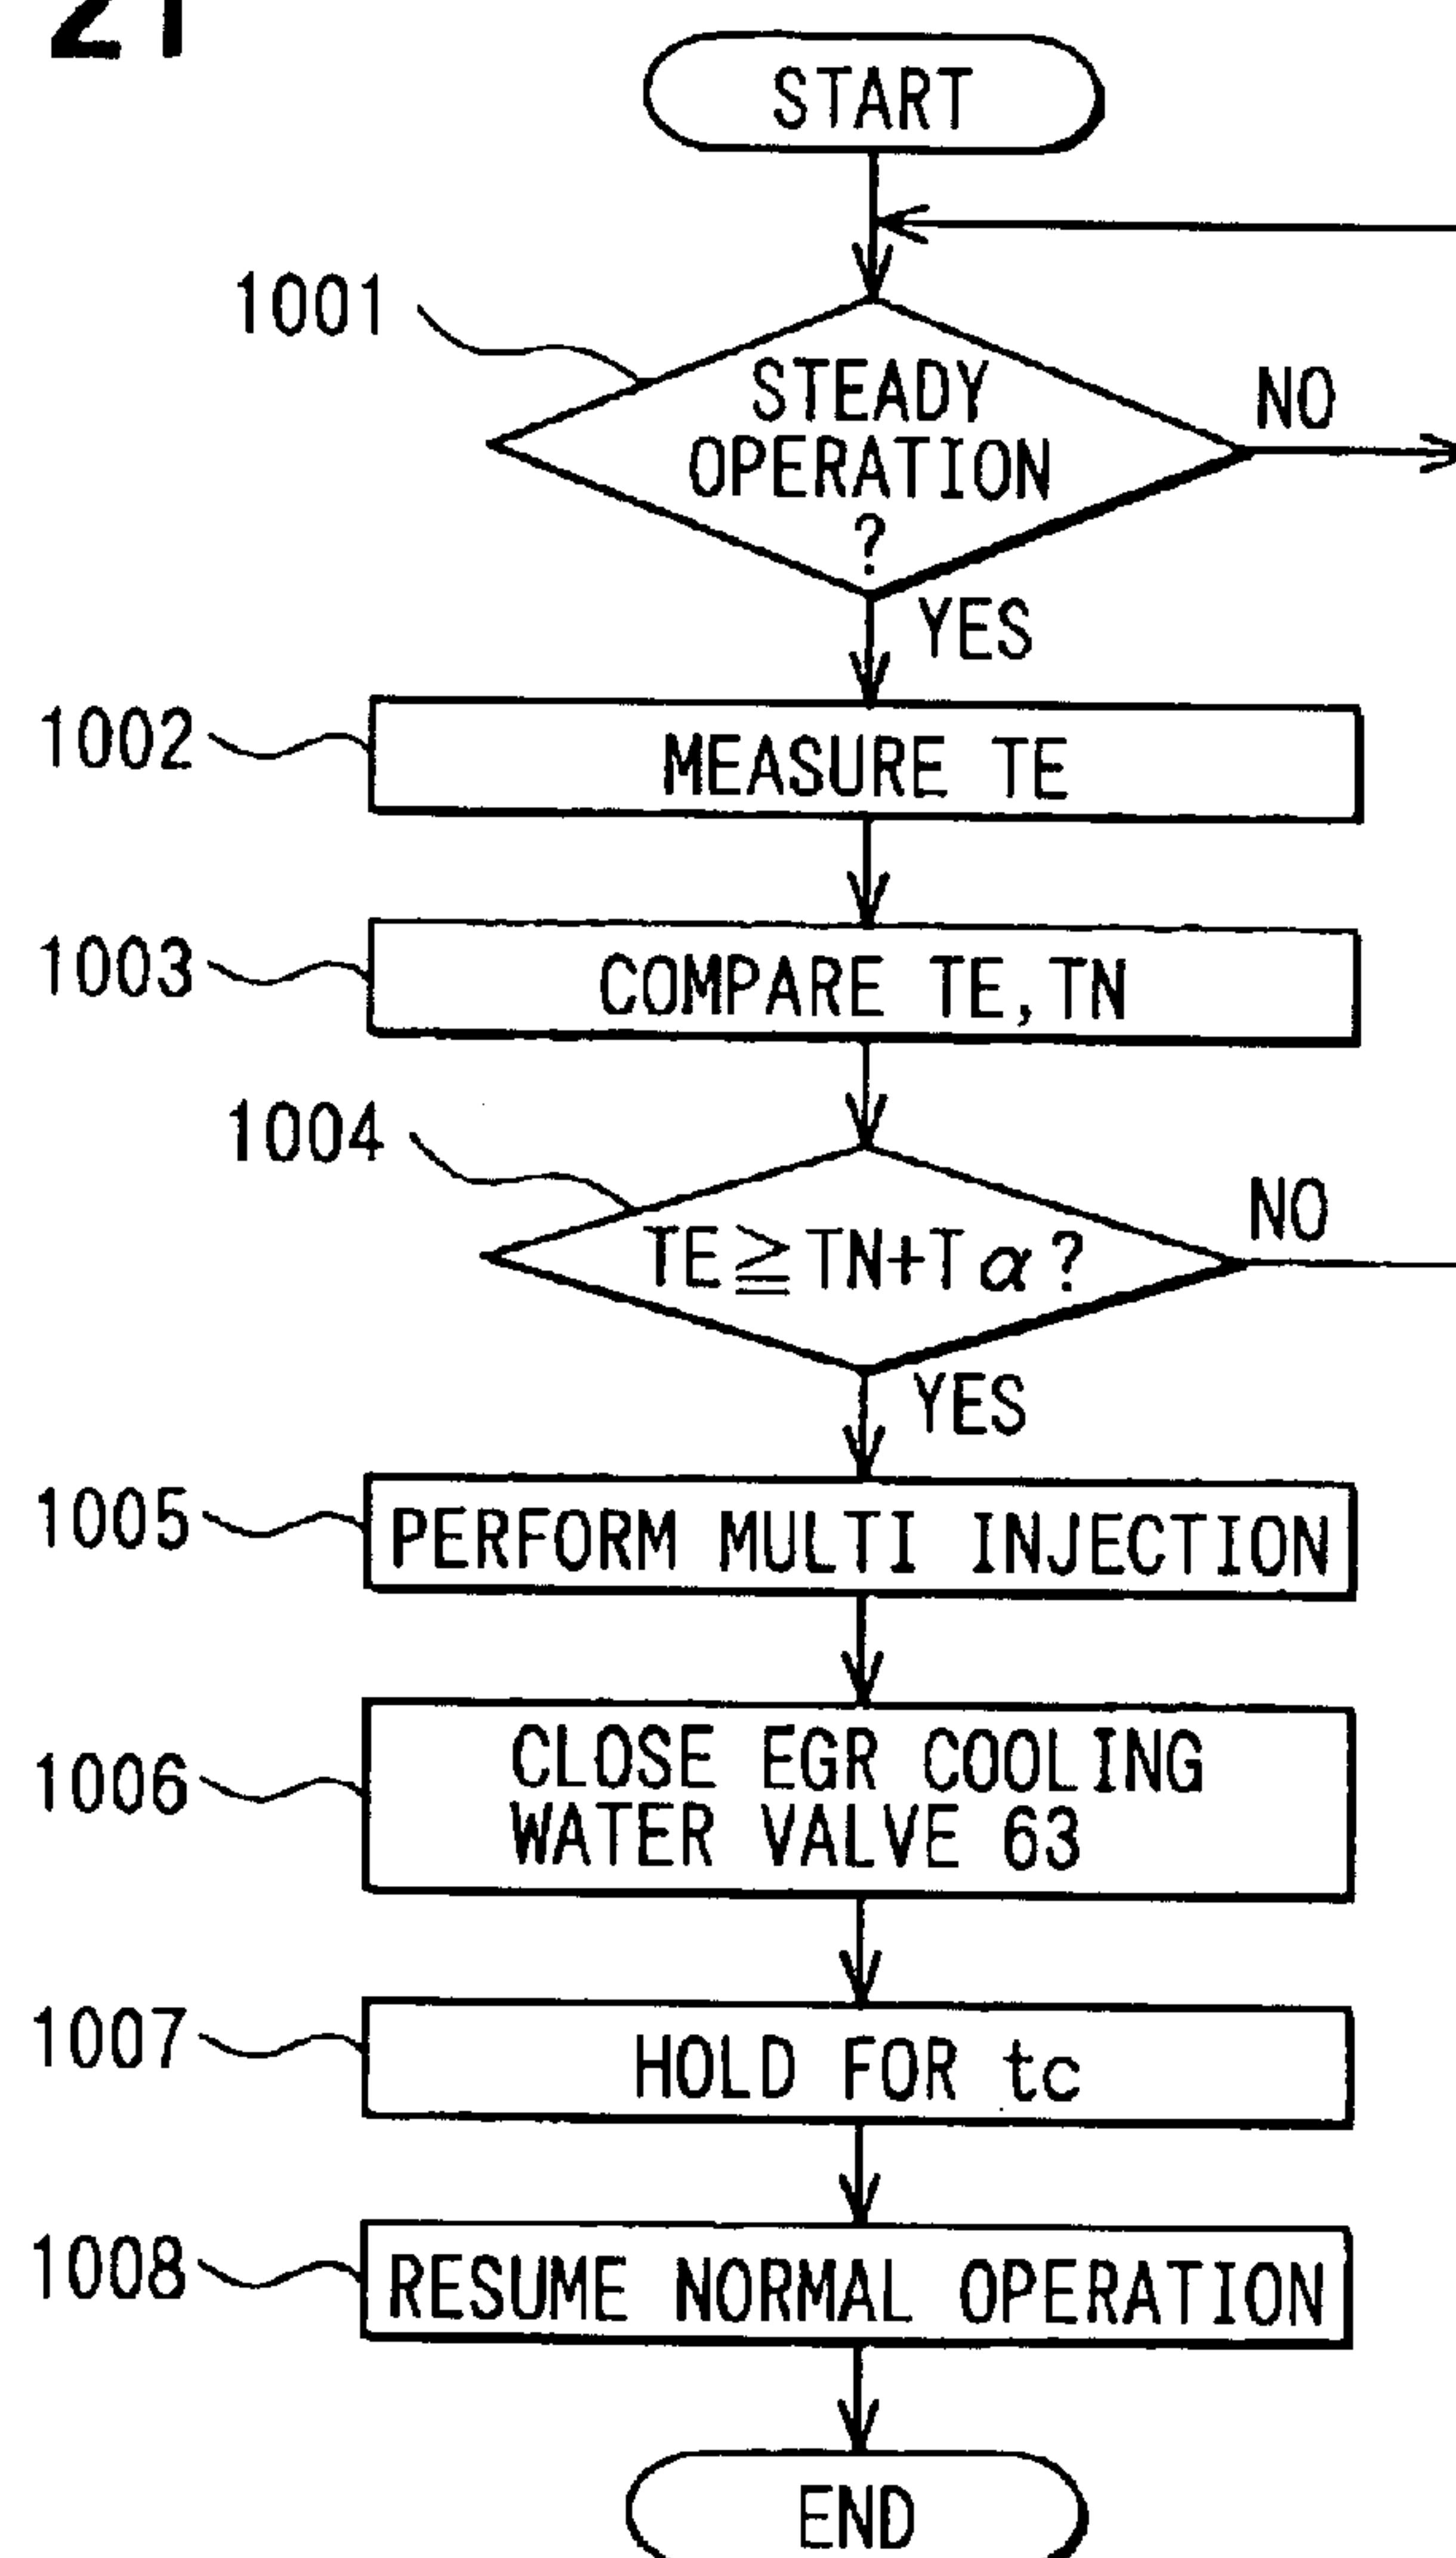 21
START
1001
STEADY
OPERATION
?
NO
YES
1002
MEASURE TE
1003
COMPARE TE,TN
1004
TE≧TN+Tα?
NO
YES
1005
PERFORM MULTI INJECTION
1006
CLOSE EGR COOLING
WATER VALVE 63
1007
HOLD FOR tc
1008
RESUME NORMAL OPERATION
END